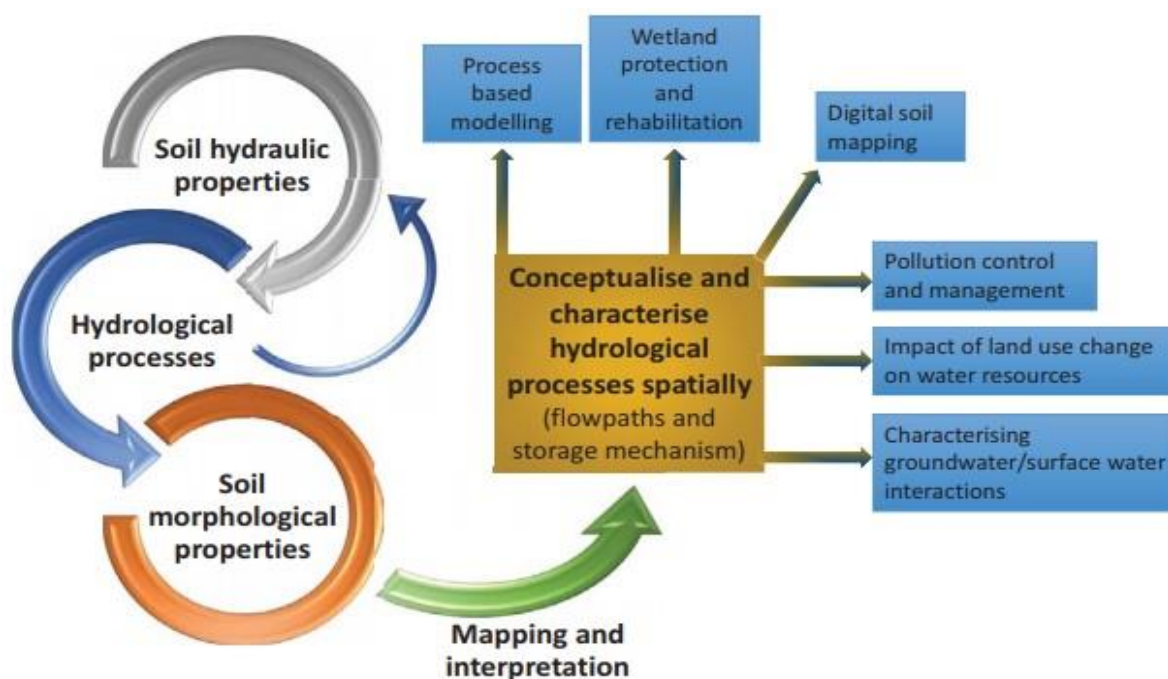 Soil hydraulic
properties
Hydrological
processes
Soil
morphological
properties
Mapping and
interpretation
Conceptualise and
characterise
hydrological
processes spatially
(flowpaths and
storage mechanism)
Process
based
modelling
Wetland
protection
and
rehabilitation
Digital soil
mapping
Pollution control
and management
Impact of land use change
on water resources
Characterising
groundwater/surface water
interactions